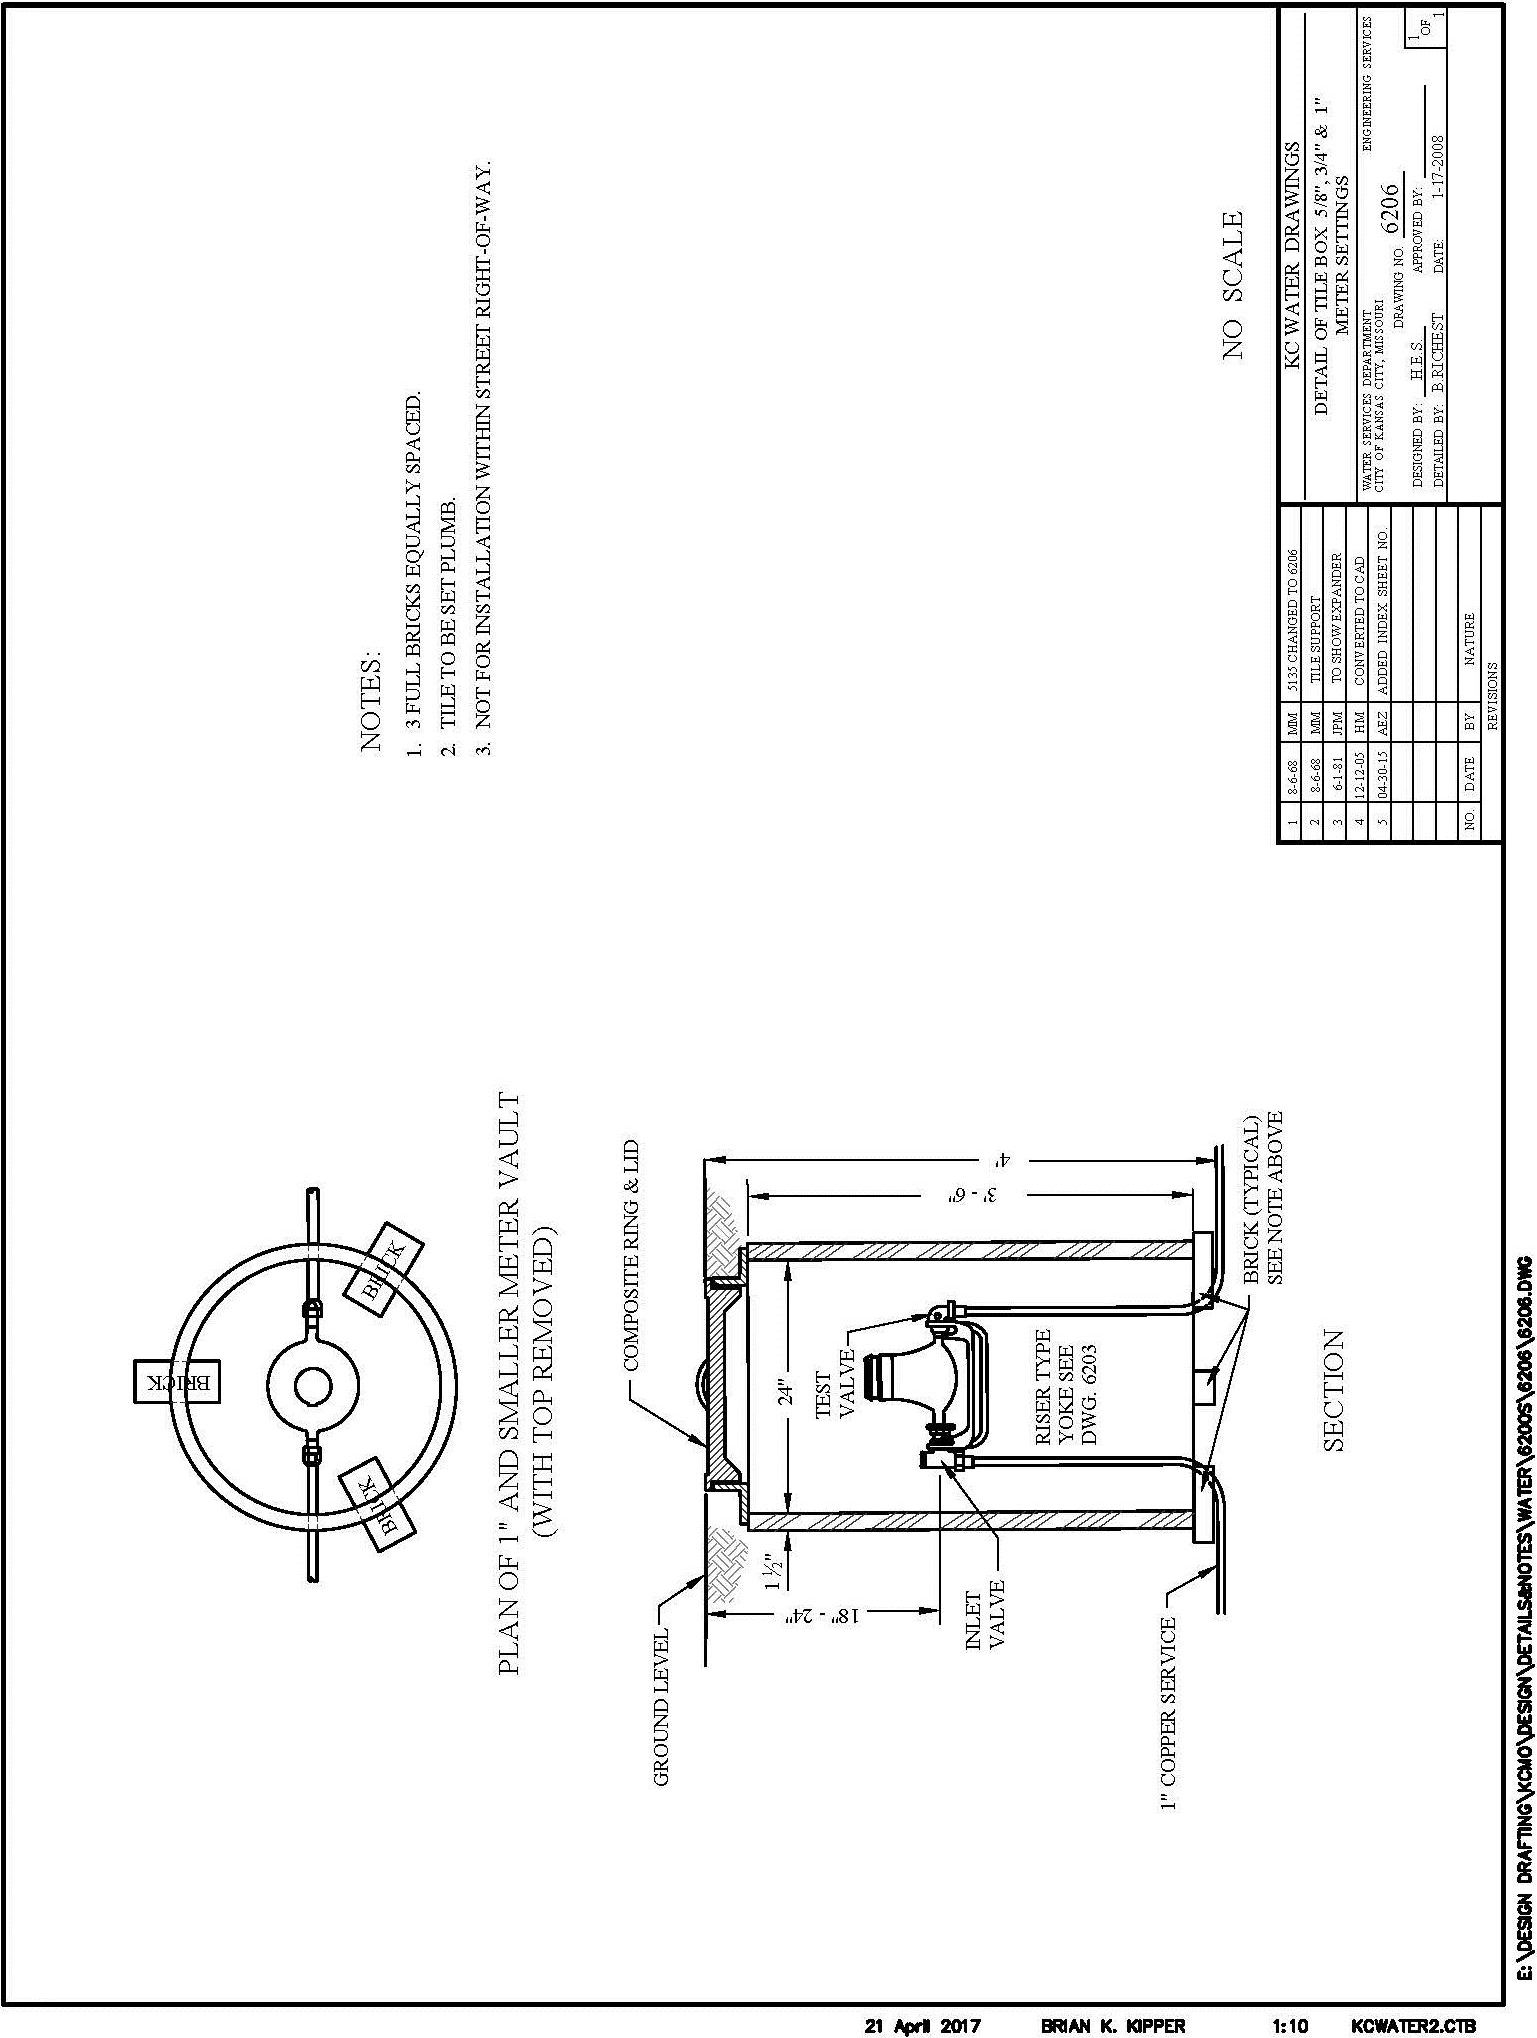 BRICK
BRICK
BRICK
PLAN OF 1" AND SMALLER METER VAULT
(WITH TOP REMOVED)
NOTES:
1. 3 FULL BRICKS EQUALLY SPACED.
2. TILE TO BE SET PLUMB.
3. NOT FOR INSTALLATION WITHIN STREET RIGHT-OF-WAY.
GROUND LEVEL
COMPOSITE RING & LID
18" - 24"
1 ½"
24"
3' - 6"
4'
TEST
VALVE
INLET
VALVE
RISER TYPE
YOKE SEE
DWG. 6203
1" COPPER SERVICE
BRICK (TYPICAL)
SEE NOTE ABOVE
SECTION
NO SCALE
1 8-6-68 MM 5135 CHANGED TO 6206
2 8-6-68 MM TILE SUPPORT
3 6-1-81 JPM TO SHOW EXPANDER
4 12-12-05 HM CONVERTED TO CAD
5 04-30-15 AEZ ADDED INDEX SHEET NO.
NO. DATE BY NATURE
REVISIONS
KC WATER DRAWINGS
DETAIL OF TILE BOX 5/8", 3/4" & 1"
METER SETTINGS
WATER SERVICES DEPARTMENT ENGINEERING SERVICES
CITY OF KANSAS CITY, MISSOURI
DRAWING NO. 6206
DESIGNED BY: H.E.S. APPROVED BY:
DETAILED BY: B.RICHEST DATE: 1-17-2008
1 OF 1
E:\DESIGN DRAFTING\KCMO\DESIGN\DETAILS&NOTES\WATER\6200S\6206\6206.DWG
21 April 2017 BRIAN K. KIPPER 1:10 KCWATER2.CTB